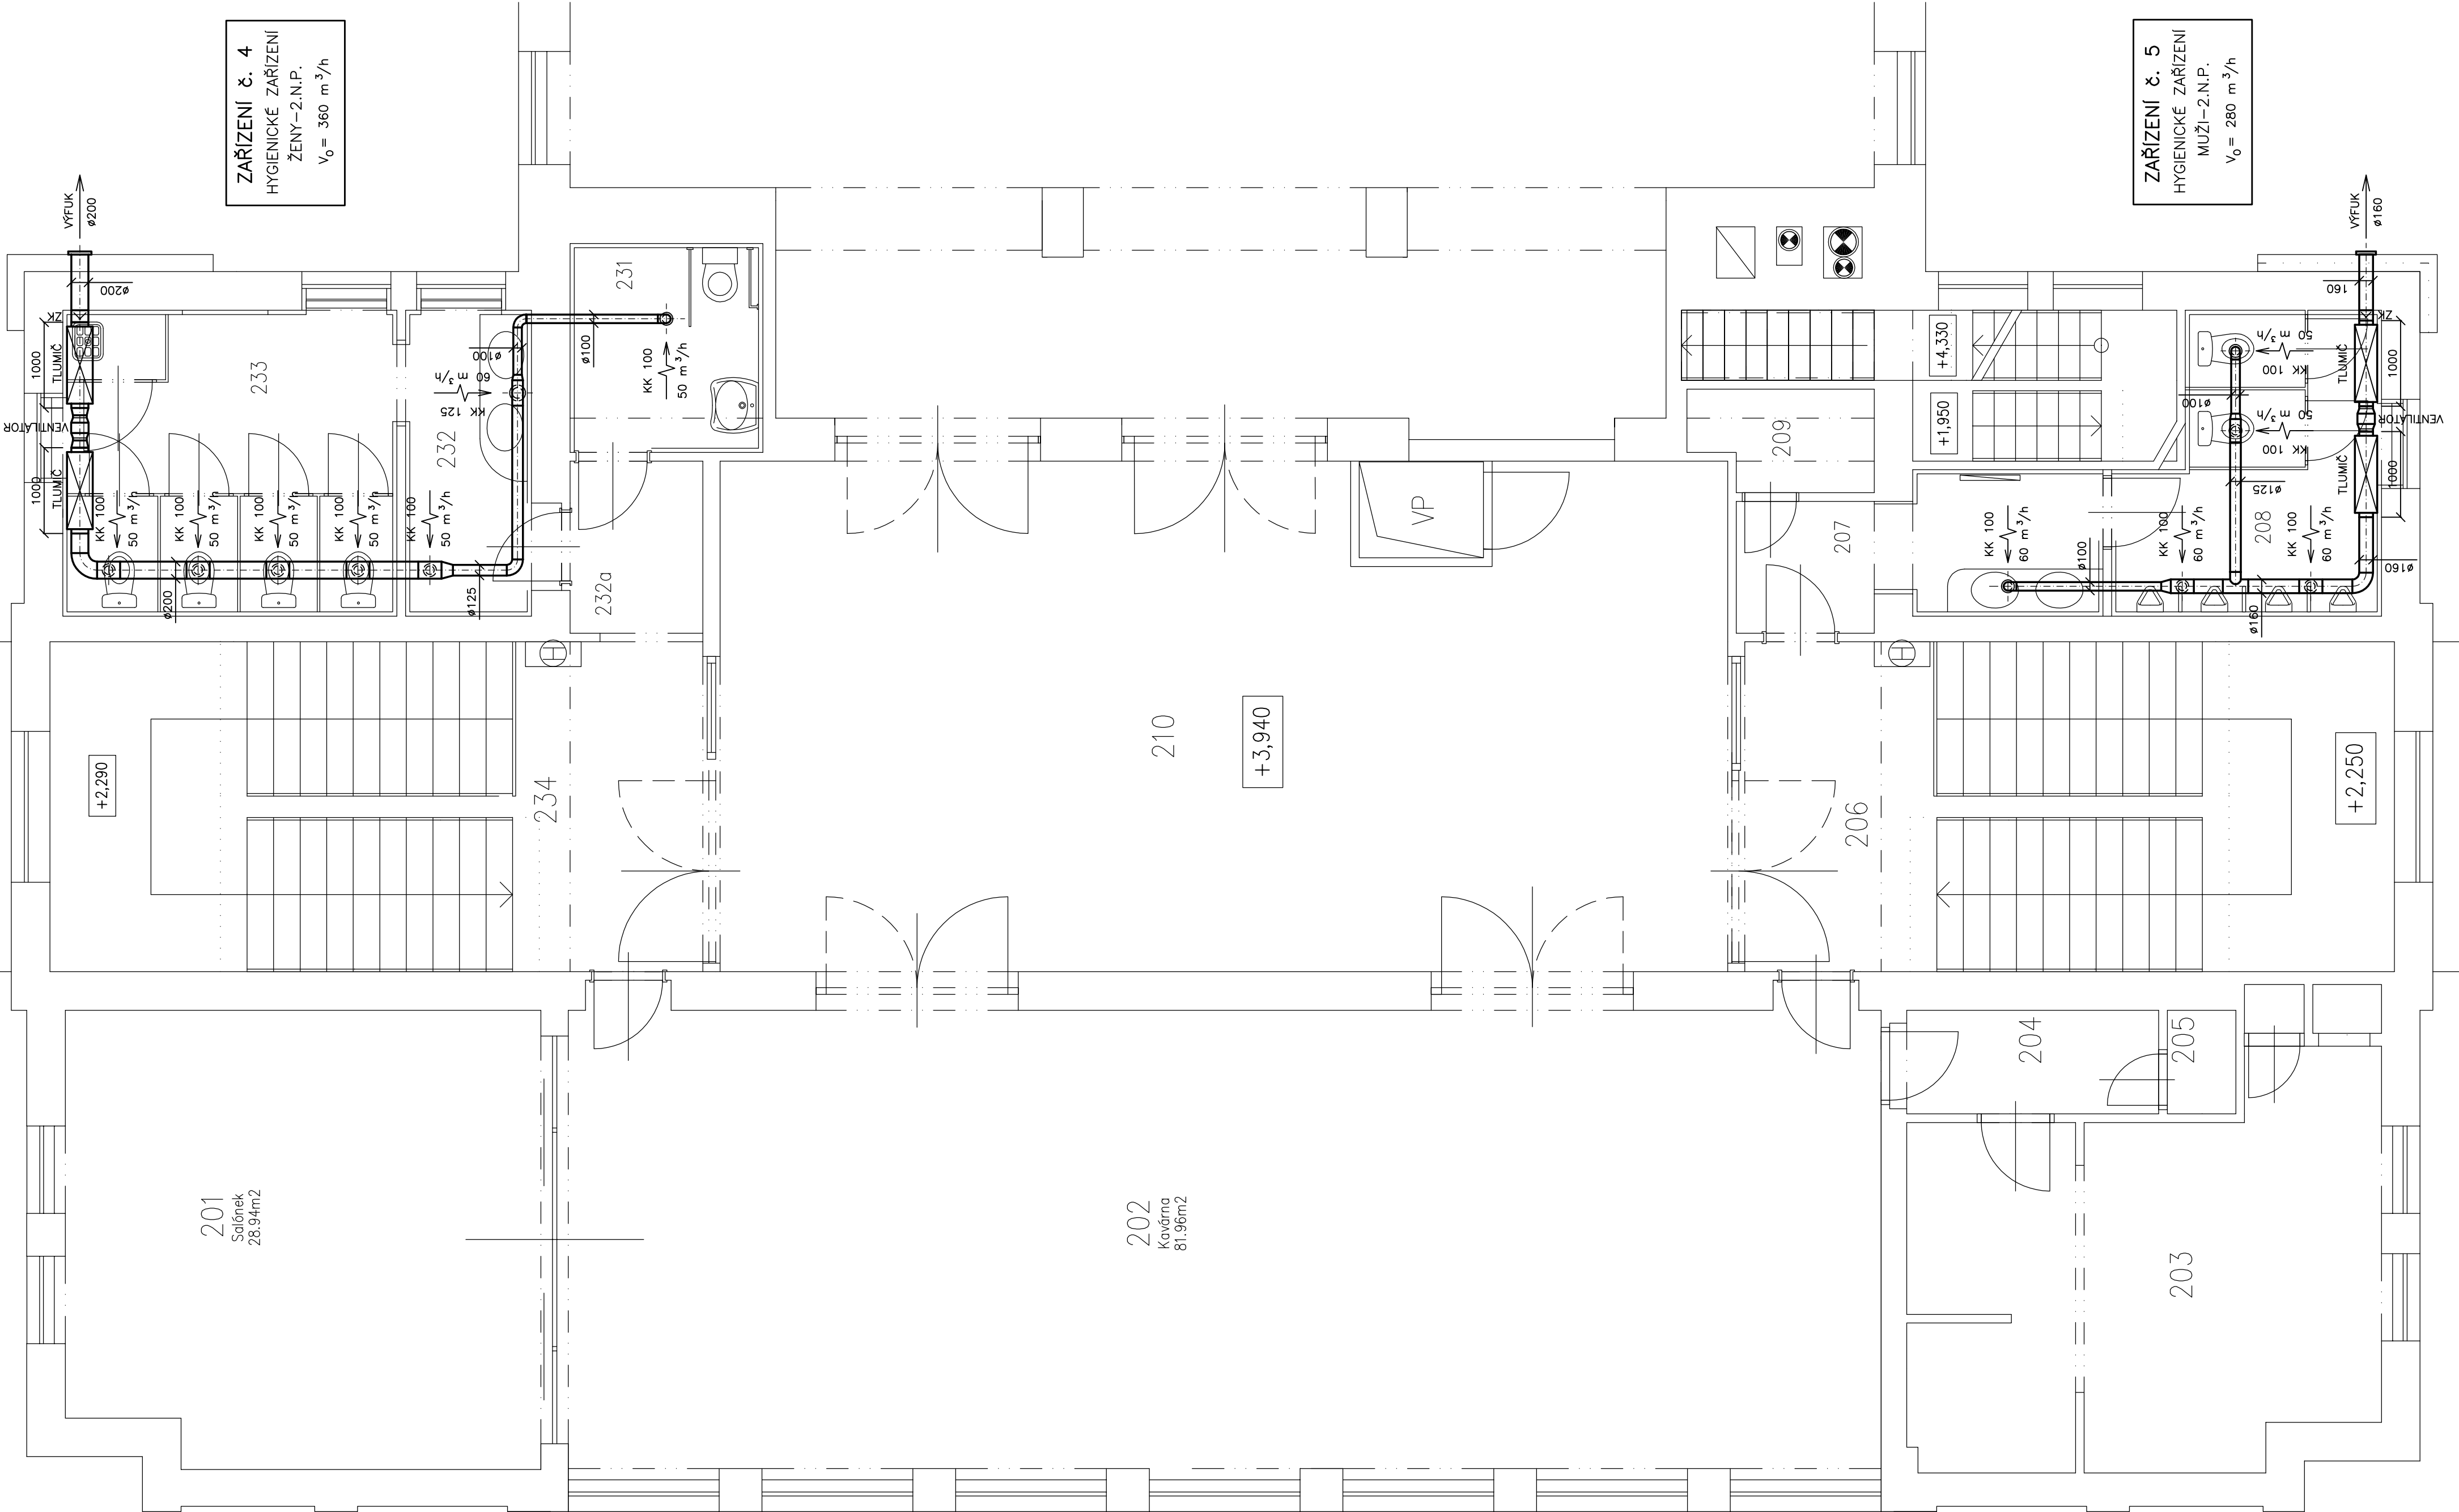 ZAŘÍZENÍ č. 4
HYGIENICKÉ ZAŘÍZENÍ
ŽENY-2.N.P.
V₀= 360 m³/h
ZAŘÍZENÍ č. 5
HYGIENICKÉ ZAŘÍZENÍ
MUŽI-2.N.P.
V₀= 280 m³/h
VÝFUK
ø200
ø200
ZK
1000
TLUMIČ
VENTILÁTOR
1000
TLUMIČ
233
KK 100
50 m³/h
KK 100
50 m³/h
KK 100
50 m³/h
KK 100
50 m³/h
KK 100
50 m³/h
ø200
ø125
232
KK 125
60 m³/h
ø100
ø100
231
KK 100
50 m³/h
232a
VP
209
207
+4,330
+1,950
VÝFUK
ø160
160
ZK
1000
TLUMIČ
VENTILÁTOR
1000
TLUMIČ
KK 100
50 m³/h
ø100
KK 100
50 m³/h
ø125
208
KK 100
60 m³/h
ø100
KK 100
60 m³/h
KK 100
60 m³/h
ø160
ø160
+2,290
234
210
+3,940
206
+2,250
204
205
203
201
Salónek
28.94m2
202
Kavárna
81.96m2